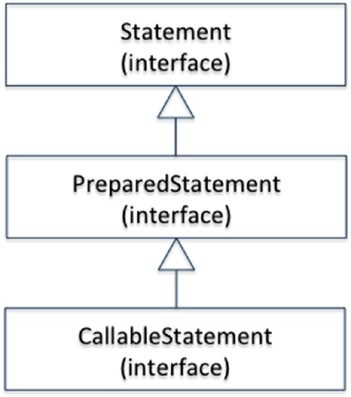 Statement
(interface)
PreparedStatement
(interface)
CallableStatement
(interface)